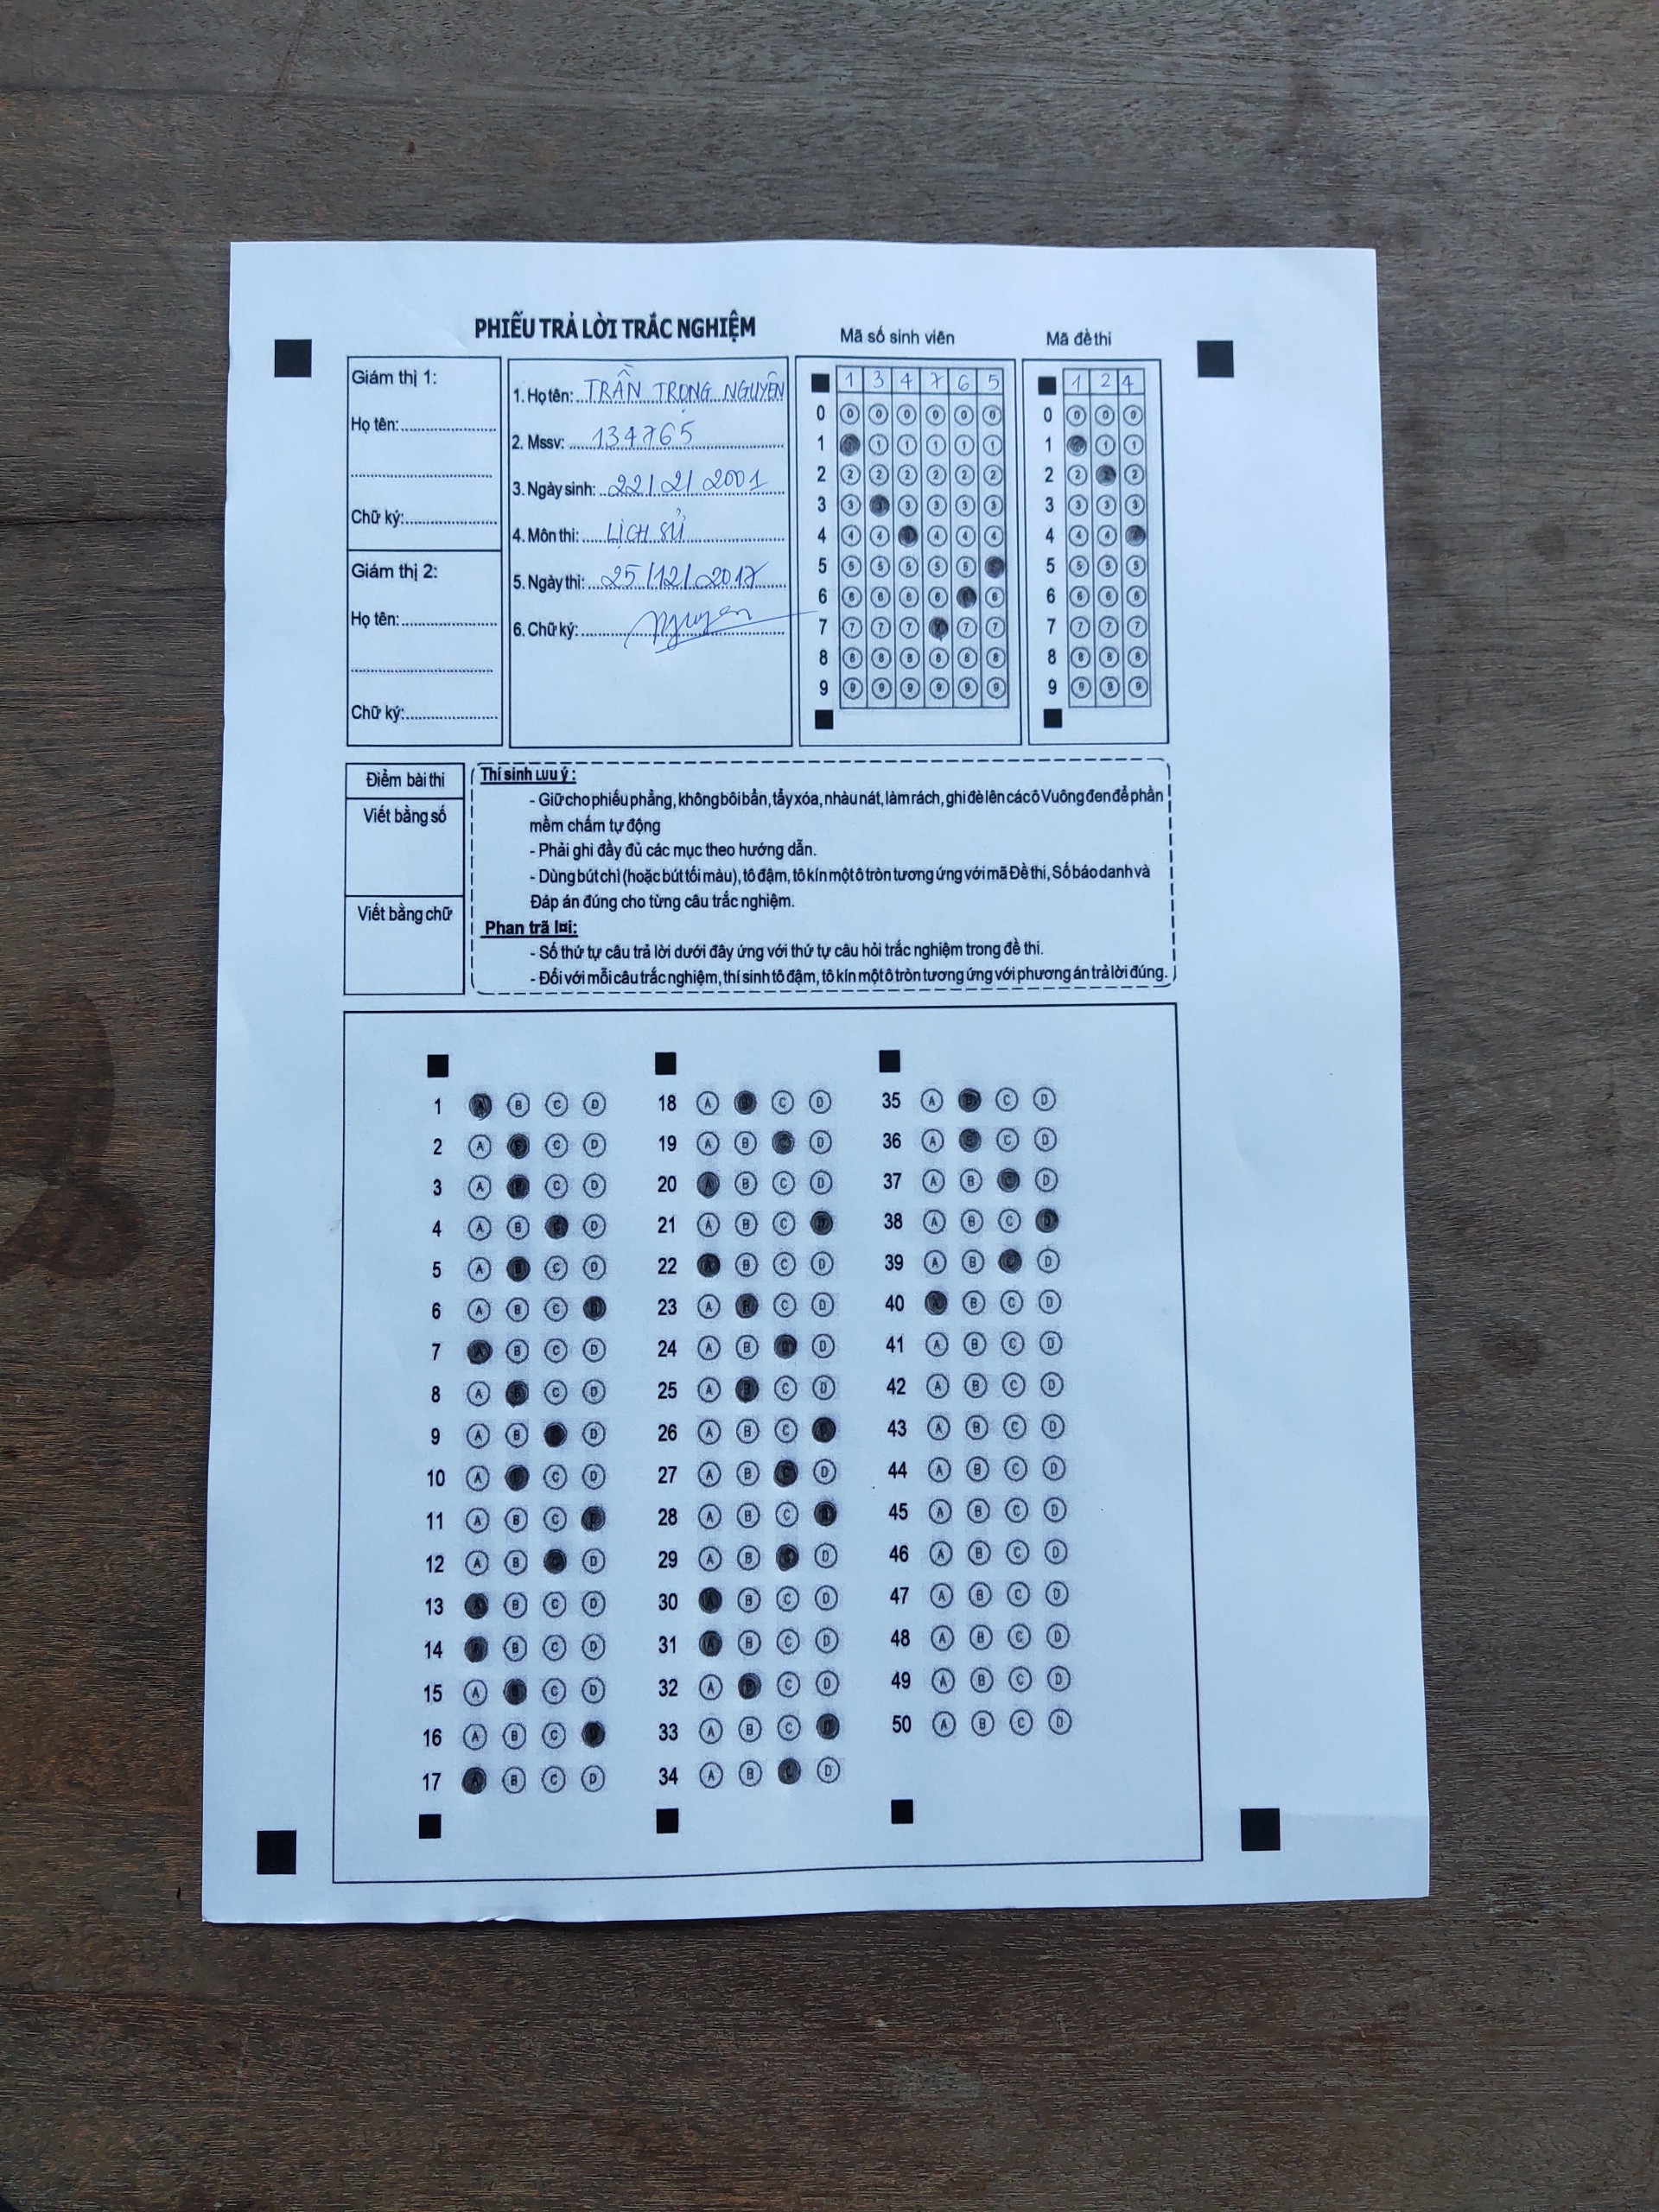 PHIẾU TRẢ LỜI TRẮC NGHIỆM
Mã số sinh viên
Mã đề thi
Giám thị 1:
Họ tên:
Chữ ký:
Giám thị 2:
Họ tên:
Chữ ký:
1. Họ tên: TRẦN TRỌNG NGUYÊN
2. Mssv: 134765
3. Ngày sinh: 22/2/2001
4. Môn thi: LỊCH SỬ
5. Ngày thi: 25/12/2017
6. Chữ ký: Nguyen
1 3 4 7 6 5
0 0 0 0 0 0 0
1 1 1 1 1 1
2 2 2 2 2 2 2
3 3 3 3 3 3
4 4 4 4 4 4
5 5 5 5 5 5
6 6 6 6 6 6
7 7 7 7 7 7 7
8 8 8 8 8 8 8
9 9 9 9 9 9 9
1 2 4
0 0 0 0
1 1 1
2 2 2
3 3 3 3
4 4 4
5 5 5 5
6 6 6 6
7 7 7 7
8 8 8 8
9 9 9 9
Điểm bài thi
Viết bằng số
Viết bằng chữ
Thí sinh Lưu ý:
- Giữ cho phiếu phẳng, không bôi bẩn, tẩy xóa, nhàu nát, làm rách, ghi đè lên các ô Vuông đen để phần
mềm chấm tự động
- Phải ghi đầy đủ các mục theo hướng dẫn.
- Dùng bút chì (hoặc bút tối màu), tô đậm, tô kín một ô tròn tương ứng với mã Đề thi, Số báo danh và
Đáp án đúng cho từng câu trắc nghiệm.
Phan trã l¤i:
- Số thứ tự câu trả lời dưới đây ứng với thứ tự câu hỏi trắc nghiệm trong đề thi.
- Đối với mỗi câu trắc nghiệm, thí sinh tô đậm, tô kín một ô tròn tương ứng với phương án trả lời đúng.
1 A B C D
2 A B C D
3 A B C D
4 A B C D
5 A B C D
6 A B C D
7 A B C D
8 A B C D
9 A B C D
10 A B C D
11 A B C D
12 A B C D
13 A B C D
14 A B C D
15 A B C D
16 A B C D
17 A B C D
18 A B C D
19 A B C D
20 A B C D
21 A B C D
22 A B C D
23 A B C D
24 A B C D
25 A B C D
26 A B C D
27 A B C D
28 A B C D
29 A B C D
30 A B C D
31 A B C D
32 A B C D
33 A B C D
34 A B C D
35 A B C D
36 A B C D
37 A B C D
38 A B C D
39 A B C D
40 A B C D
41 A B C D
42 A B C D
43 A B C D
44 A B C D
45 A B C D
46 A B C D
47 A B C D
48 A B C D
49 A B C D
50 A B C D